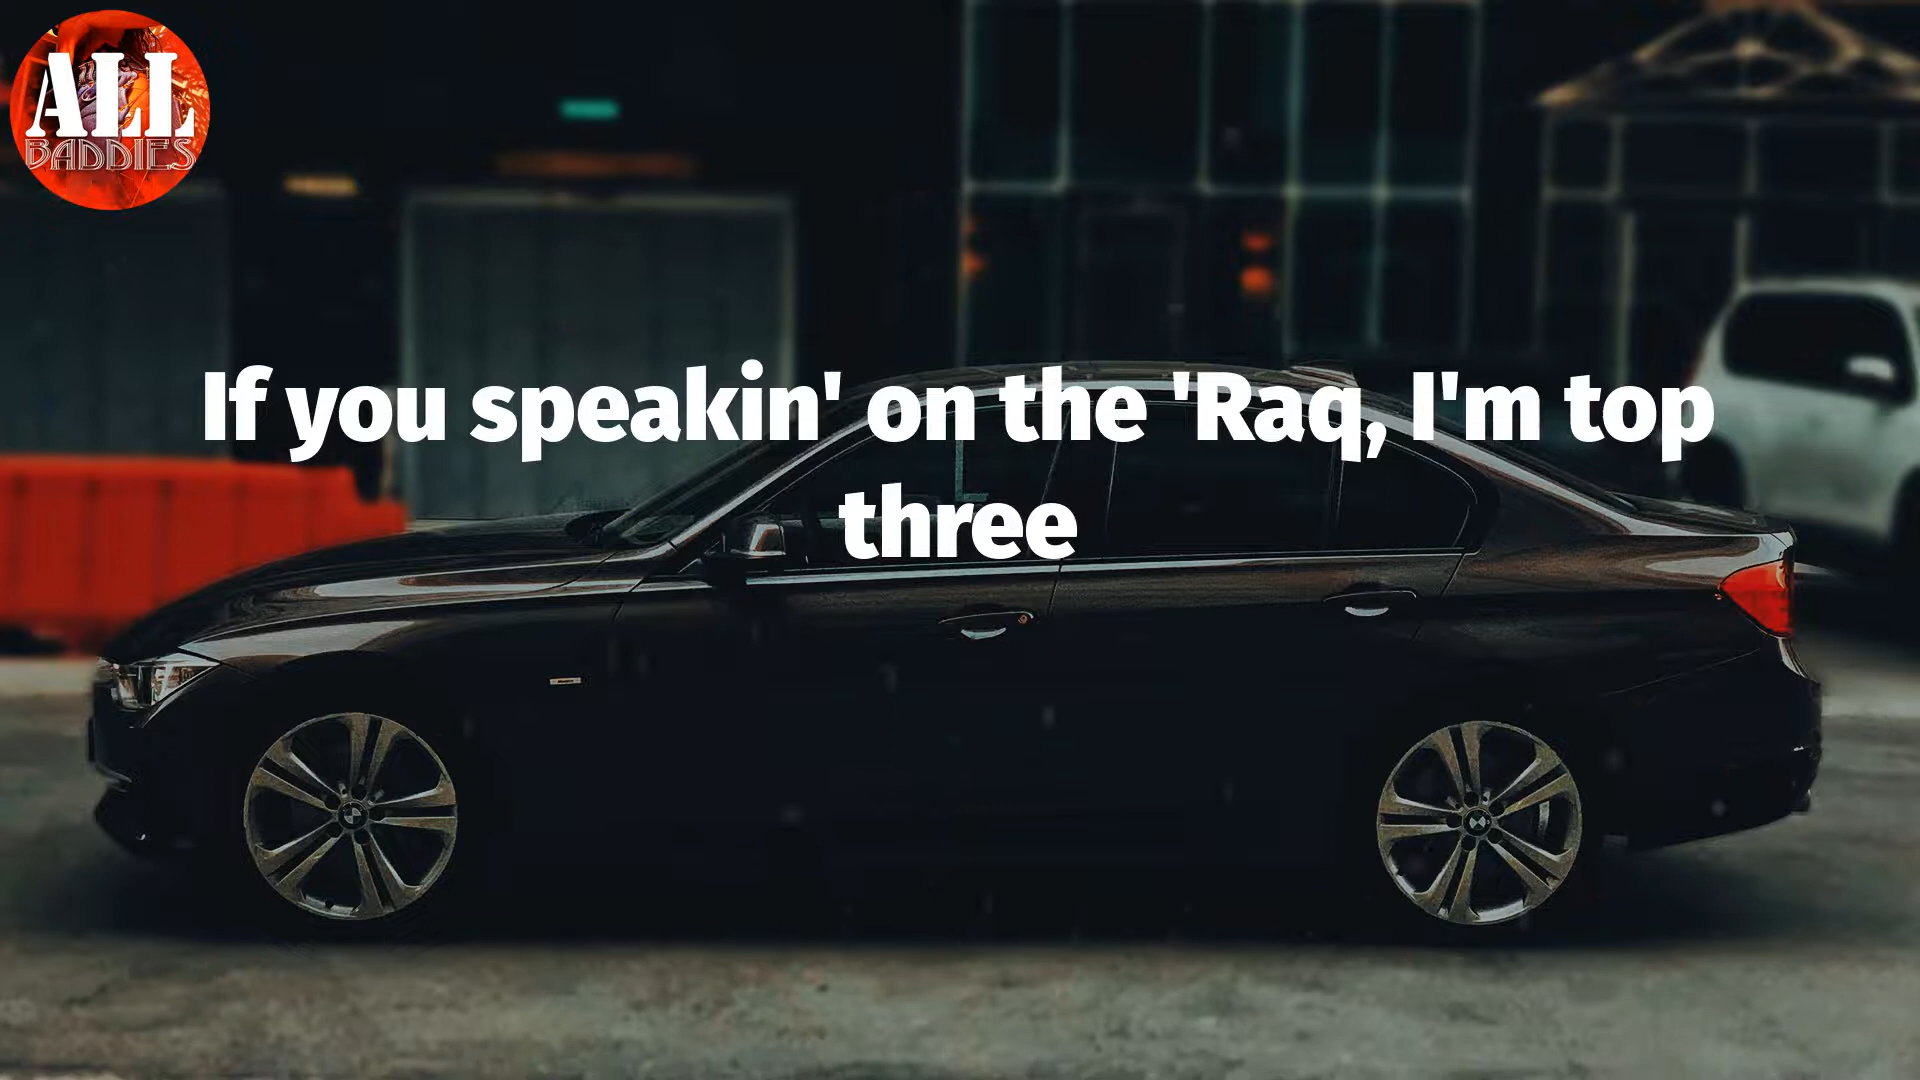 ALL
BADDIES
If you speakin' on the 'Raq, I'm top
three